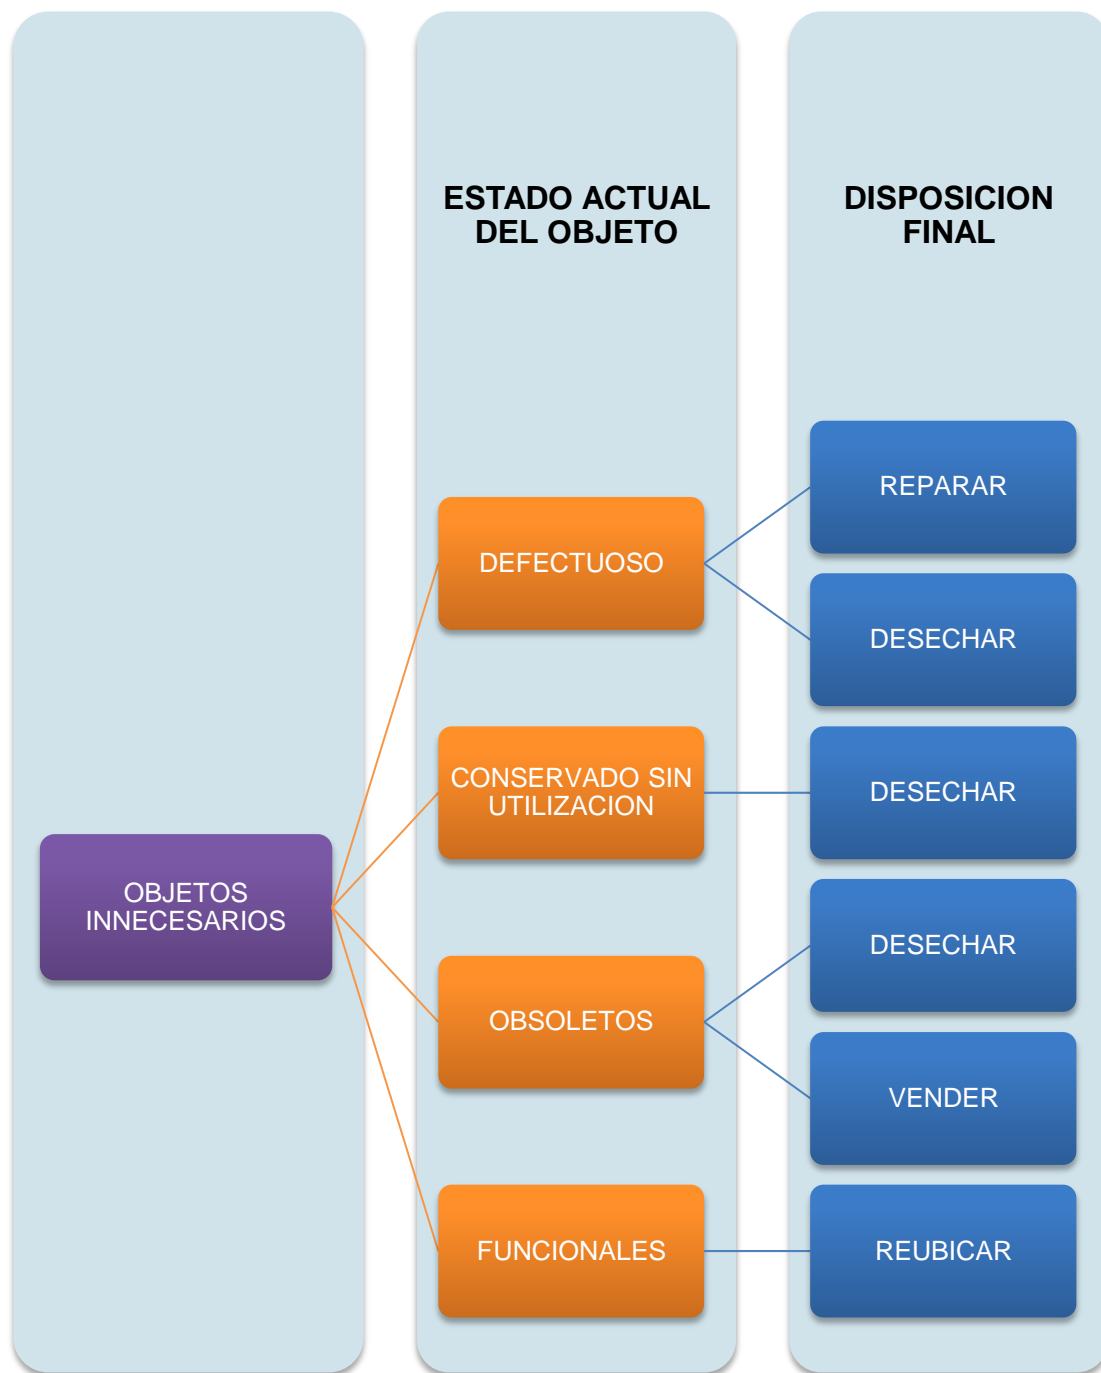 ESTADO ACTUAL
DEL OBJETO
DISPOSICION
FINAL
OBJETOS
INNECESARIOS
DEFECTUOSO
REPARAR
DESECHAR
CONSERVADO SIN
UTILIZACION
DESECHAR
OBSOLETOS
DESECHAR
VENDER
FUNCIONALES
REUBICAR